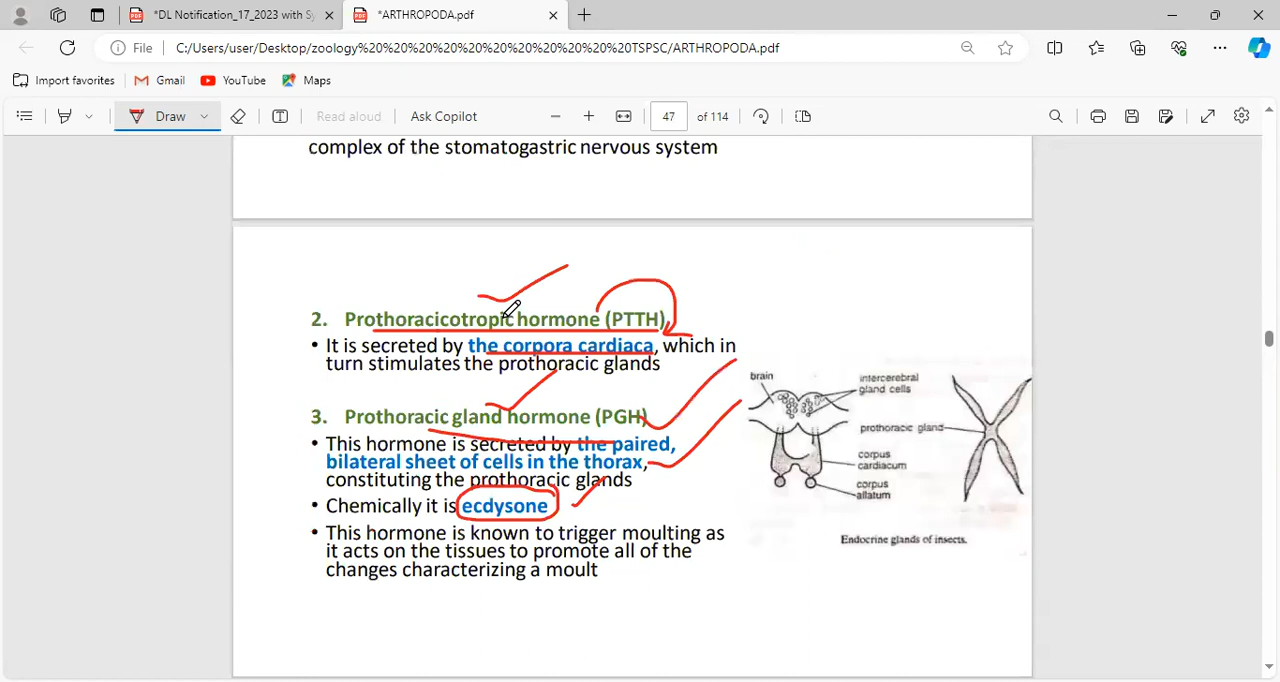 *DL Notification_17_2023 with Sy
*ARTHROPODA.pdf
File
C:/Users/user/Desktop/zoology%20%20%20%20%20%20%20%20%20%20TSPSC/ARTHROPODA.pdf
Import favorites
Gmail
YouTube
Maps
Draw
Read aloud
Ask Copilot
47
of 114
complex of the stomatogastric nervous system
2. Prothoracicotropic hormone (PTTH),
• It is secreted by the corpora cardiaca, which in
turn stimulates the prothoracic glands
3. Prothoracic gland hormone (PGH)
• This hormone is secreted by the paired,
bilateral sheet of cells in the thorax,
constituting the prothoracic glands
• Chemically it is ecdysone
• This hormone is known to trigger moulting as
it acts on the tissues to promote all of the
changes characterizing a moult
brain
intercerebral
gland cells
prothoracic gland
corpus
cardiacum
corpus
allatum
Endocrine glands of insects.